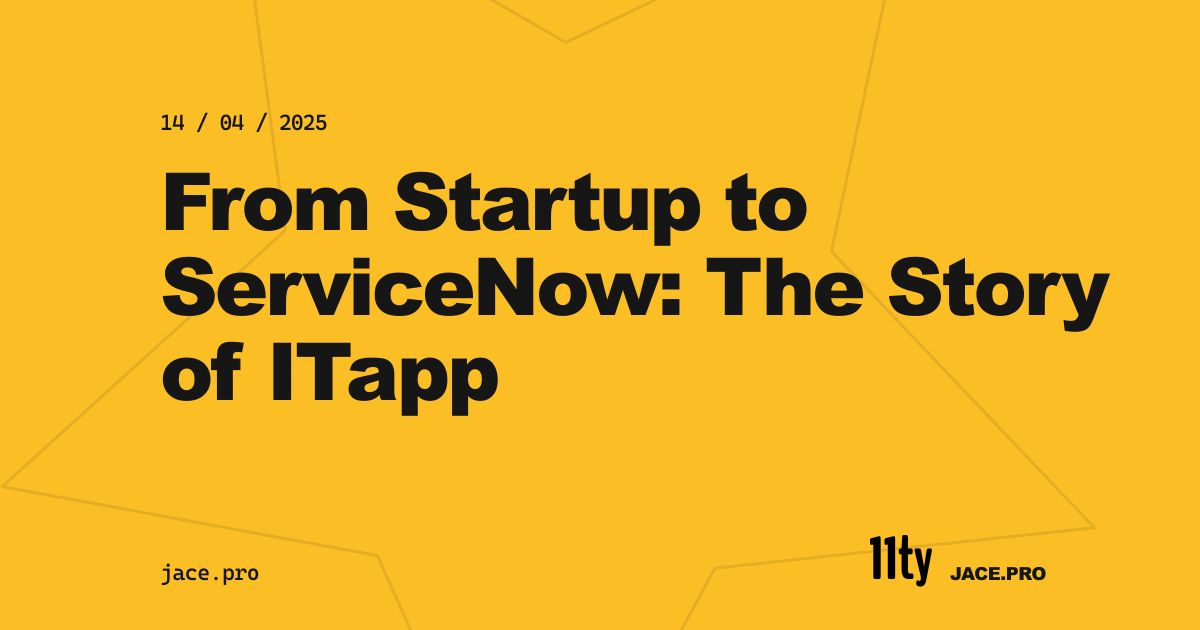 14 / 04 / 2025
From Startup to
ServiceNow: The Story
of ITapp
jace.pro
11ty JACE.PRO